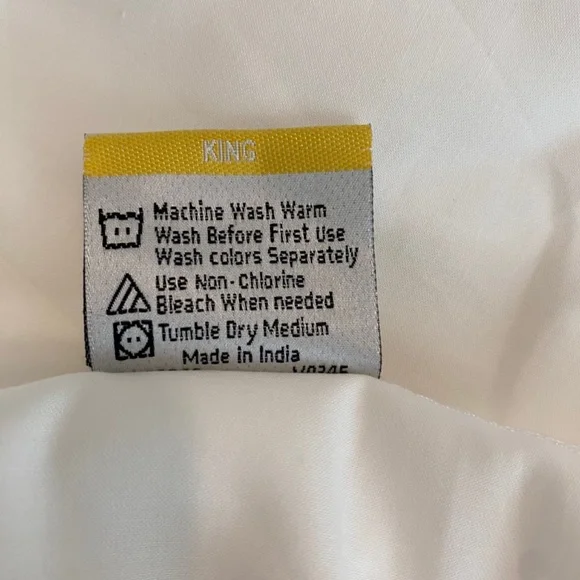 KING
Machine Wash Warm
Wash Before First Use
Wash colors Separately
Use Non-Chlorine
Bleach When needed
Tumble Dry Medium
Made in India